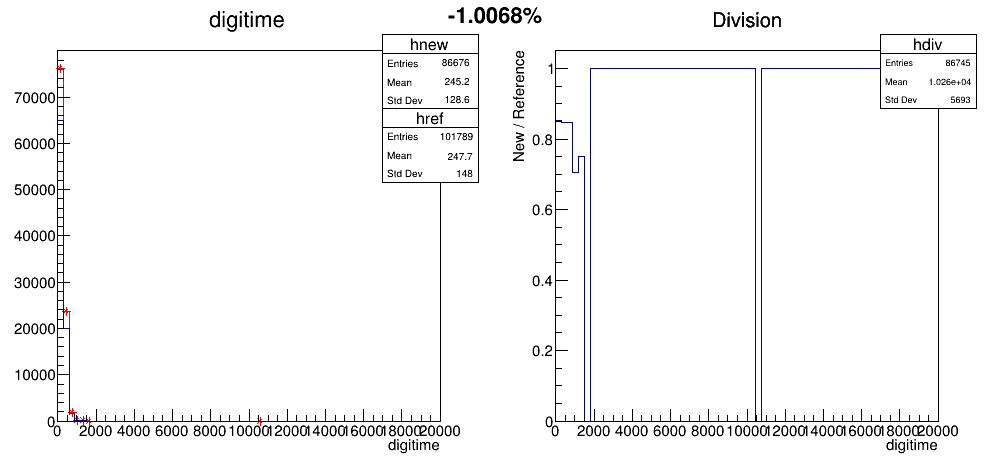 -1.0068%
digitime
hnew
Entries 86676
Mean 245.2
Std Dev 128.6
href
Entries 101789
Mean 247.7
Std Dev 148
70000
60000
50000
40000
30000
20000
10000
0
0 2000 4000 6000 8000 10000 12000 14000 16000 18000 20000
digitime
Division
hdiv
Entries 86745
Mean 1.026e+04
Std Dev 5693
New / Reference
1
0.8
0.6
0.4
0.2
0
0 2000 4000 6000 8000 10000 12000 14000 16000 18000 20000
digitime